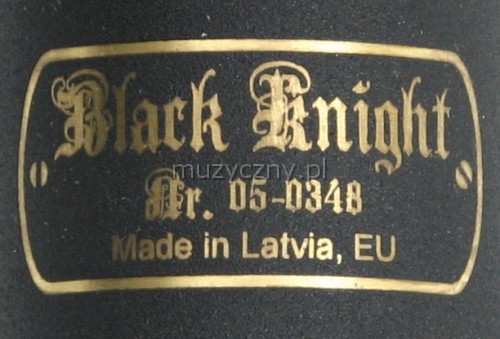 Black Knight
muzyczny.pl
Nr. 05-0348
Made in Latvia, EU